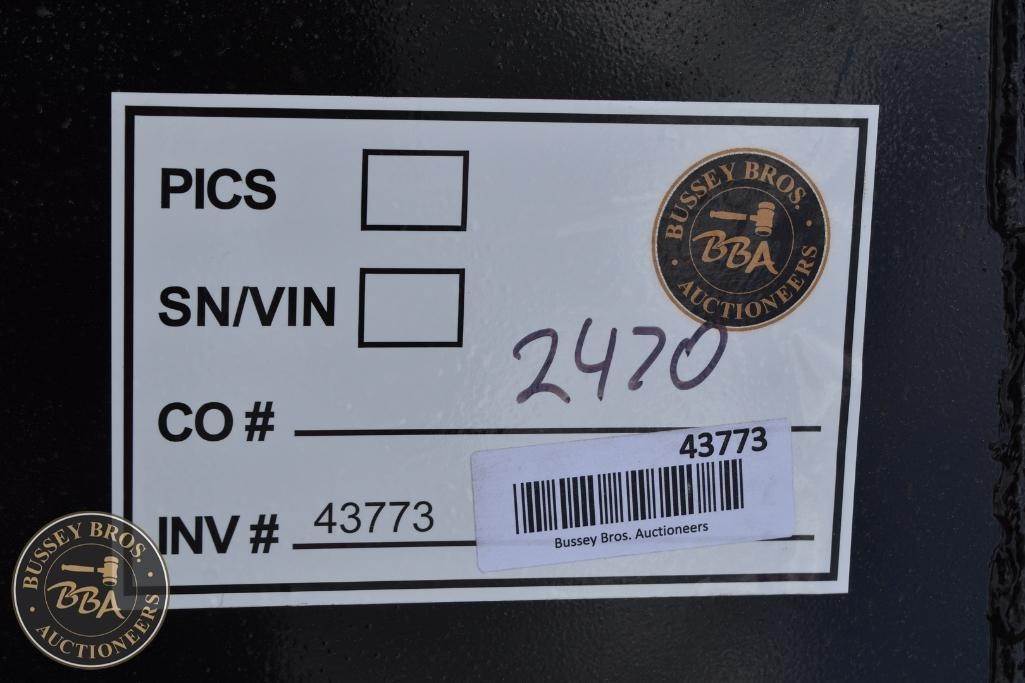 PICS
BUSSEY BROS.
BBA
AUCTIONEERS
SN/VIN
2470
CO #
43773
INV # 43773
Bussey Bros. Auctioneers
BUSSEY BROS.
BBA
AUCTIONEERS